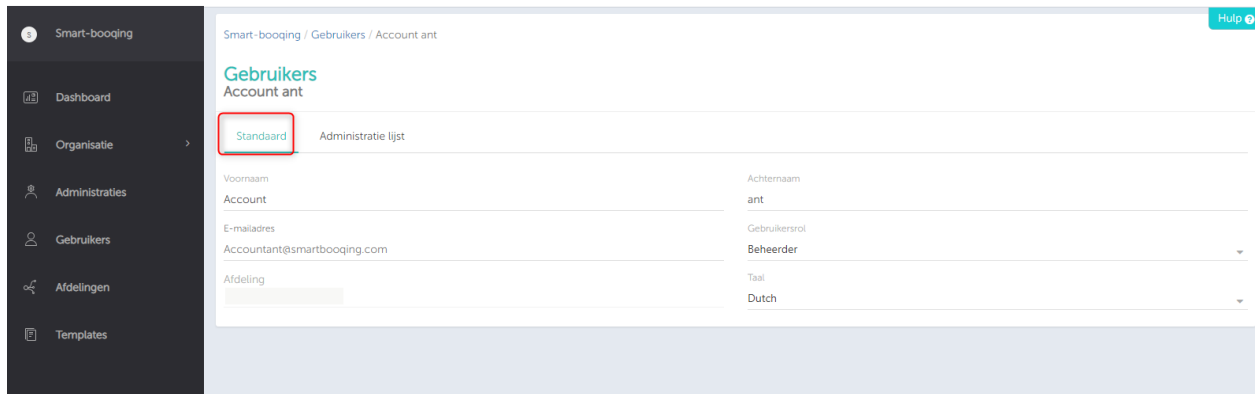 S Smart-booqing
Dashboard
Organisatie
Administraties
Gebruikers
Afdelingen
Templates
Hulp ?
Smart-booqing / Gebruikers / Account ant
Gebruikers
Account ant
Standaard Administratie lijst
Voornaam Achternaam
Account ant
E-mailadres Gebruikersrol
Accountant@smartbooqing.com Beheerder
Afdeling Taal
Dutch